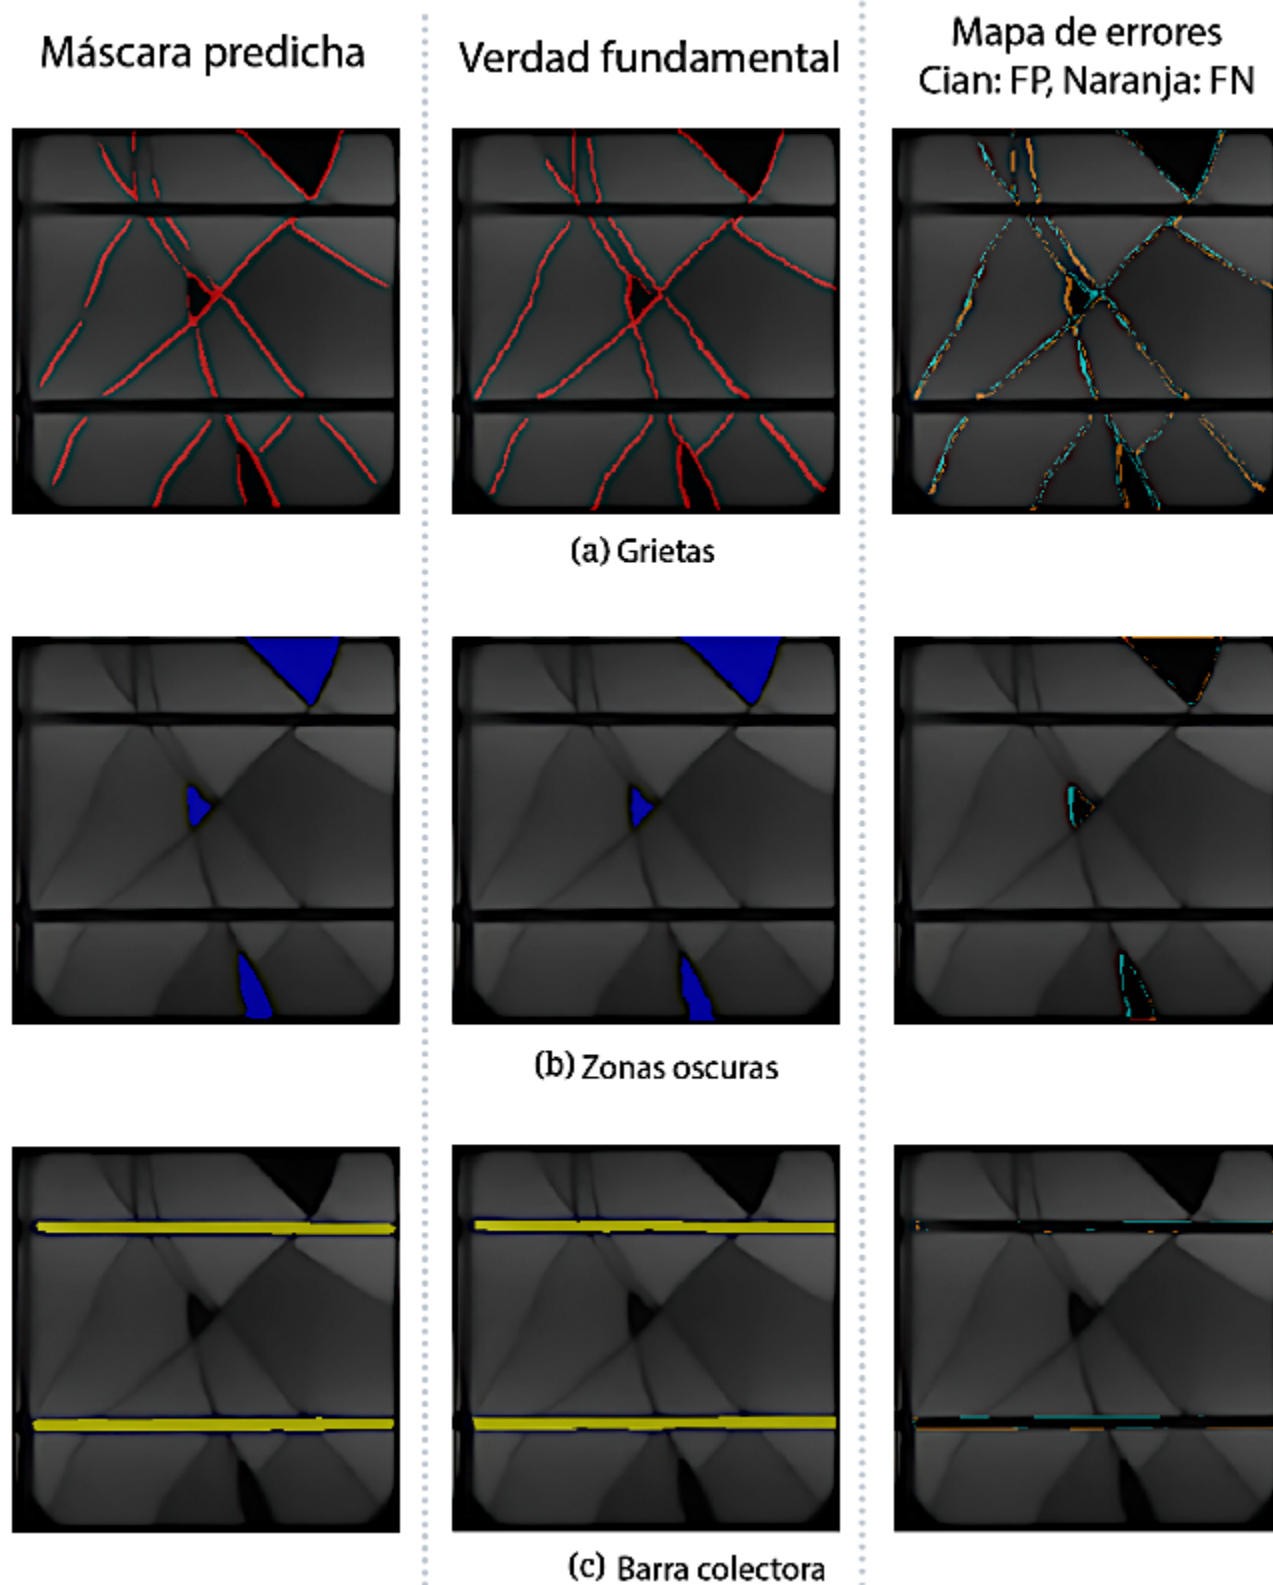 Máscara predicha
Verdad fundamental
Mapa de errores
Cian: FP, Naranja: FN
(a) Grietas
(b) Zonas oscuras
(c) Barra colectora